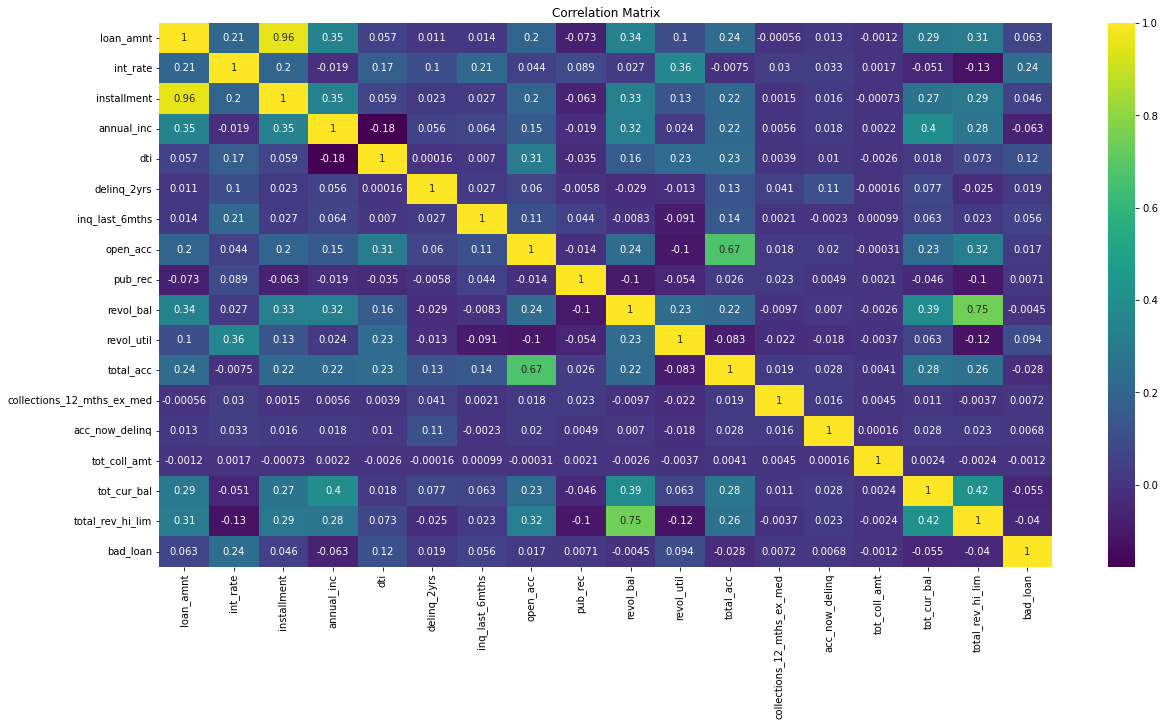 Correlation Matrix
loan_amnt 1 0.21 0.96 0.35 0.057 0.011 0.014 0.2 -0.073 0.34 0.1 0.24 -0.00056 0.013 -0.0012 0.29 0.31 0.063
int_rate 0.21 1 0.2 -0.019 0.17 0.1 0.21 0.044 0.089 0.027 0.36 -0.0075 0.03 0.033 0.0017 -0.051 -0.13 0.24
installment 0.96 0.2 1 0.35 0.059 0.023 0.027 0.2 -0.063 0.33 0.13 0.22 0.0015 0.016 -0.00073 0.27 0.29 0.046
annual_inc 0.35 -0.019 0.35 1 -0.18 0.056 0.064 0.15 -0.019 0.32 0.024 0.22 0.0056 0.018 0.0022 0.4 0.28 -0.063
dti 0.057 0.17 0.059 -0.18 1 0.00016 0.007 0.31 -0.035 0.16 0.23 0.23 0.0039 0.01 -0.0026 0.018 0.073 0.12
delinq_2yrs 0.011 0.1 0.023 0.056 0.00016 1 0.027 0.06 -0.0058 -0.029 -0.013 0.13 0.041 0.11 -0.00016 0.077 -0.025 0.019
inq_last_6mths 0.014 0.21 0.027 0.064 0.007 0.027 1 0.11 0.044 -0.0083 -0.091 0.14 0.0021 -0.0023 0.00099 0.063 0.023 0.056
open_acc 0.2 0.044 0.2 0.15 0.31 0.06 0.11 1 -0.014 0.24 -0.1 0.67 0.018 0.02 -0.00031 0.23 0.32 0.017
pub_rec -0.073 0.089 -0.063 -0.019 -0.035 -0.0058 0.044 -0.014 1 -0.1 -0.054 0.026 0.023 0.0049 0.0021 -0.046 -0.1 0.0071
revol_bal 0.34 0.027 0.33 0.32 0.16 -0.029 -0.0083 0.24 -0.1 1 0.23 0.22 -0.0097 0.007 -0.0026 0.39 0.75 -0.0045
revol_util 0.1 0.36 0.13 0.024 0.23 -0.013 -0.091 -0.1 -0.054 0.23 1 -0.083 -0.022 -0.018 -0.0037 0.063 -0.12 0.094
total_acc 0.24 -0.0075 0.22 0.22 0.23 0.13 0.14 0.67 0.026 0.22 -0.083 1 0.019 0.028 0.0041 0.28 0.26 -0.028
collections_12_mths_ex_med -0.00056 0.03 0.0015 0.0056 0.0039 0.041 0.0021 0.018 0.023 -0.0097 -0.022 0.019 1 0.016 0.0045 0.011 -0.0037 0.0072
acc_now_delinq 0.013 0.033 0.016 0.018 0.01 0.11 -0.0023 0.02 0.0049 0.007 -0.018 0.028 0.016 1 0.00016 0.028 0.023 0.0068
tot_coll_amt -0.0012 0.0017 -0.00073 0.0022 -0.0026 -0.00016 0.00099 -0.00031 0.0021 -0.0026 -0.0037 0.0041 0.0045 0.00016 1 0.0024 -0.0024 -0.0012
tot_cur_bal 0.29 -0.051 0.27 0.4 0.018 0.077 0.063 0.23 -0.046 0.39 0.063 0.28 0.011 0.028 0.0024 1 0.42 -0.055
total_rev_hi_lim 0.31 -0.13 0.29 0.28 0.073 -0.025 0.023 0.32 -0.1 0.75 -0.12 0.26 -0.0037 0.023 -0.0024 0.42 1 -0.04
bad_loan 0.063 0.24 0.046 -0.063 0.12 0.019 0.056 0.017 0.0071 -0.0045 0.094 -0.028 0.0072 0.0068 -0.0012 -0.055 -0.04 1
loan_amnt
int_rate
installment
annual_inc
dti
delinq_2yrs
inq_last_6mths
open_acc
pub_rec
revol_bal
revol_util
total_acc
collections_12_mths_ex_med
acc_now_delinq
tot_coll_amt
tot_cur_bal
total_rev_hi_lim
bad_loan
1.0
0.8
0.6
0.4
0.2
0.0